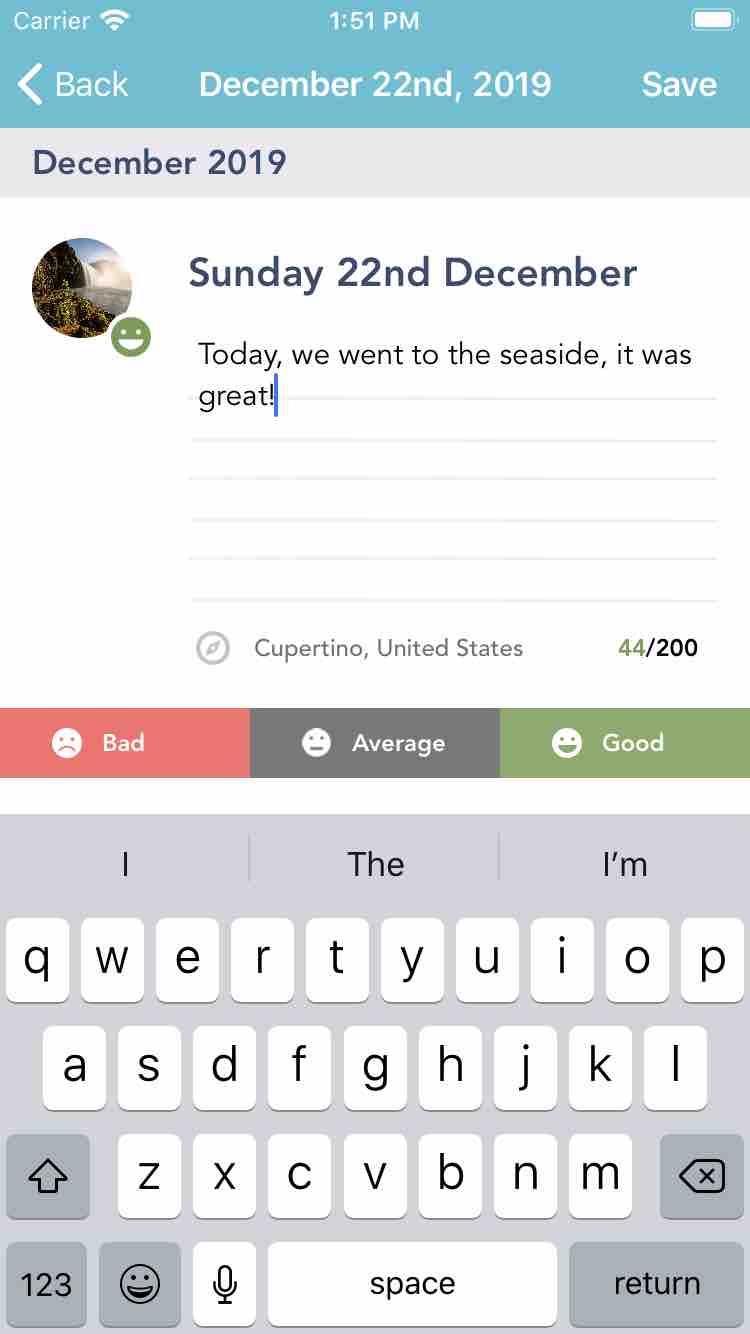 Carrier 1:51 PM
Back December 22nd, 2019 Save
December 2019
Sunday 22nd December
Today, we went to the seaside, it was
great!
Cupertino, United States 44/200
Bad Average Good
I The I’m
q w e r t y u i o p
a s d f g h j k l
z x c v b n m
123 space return